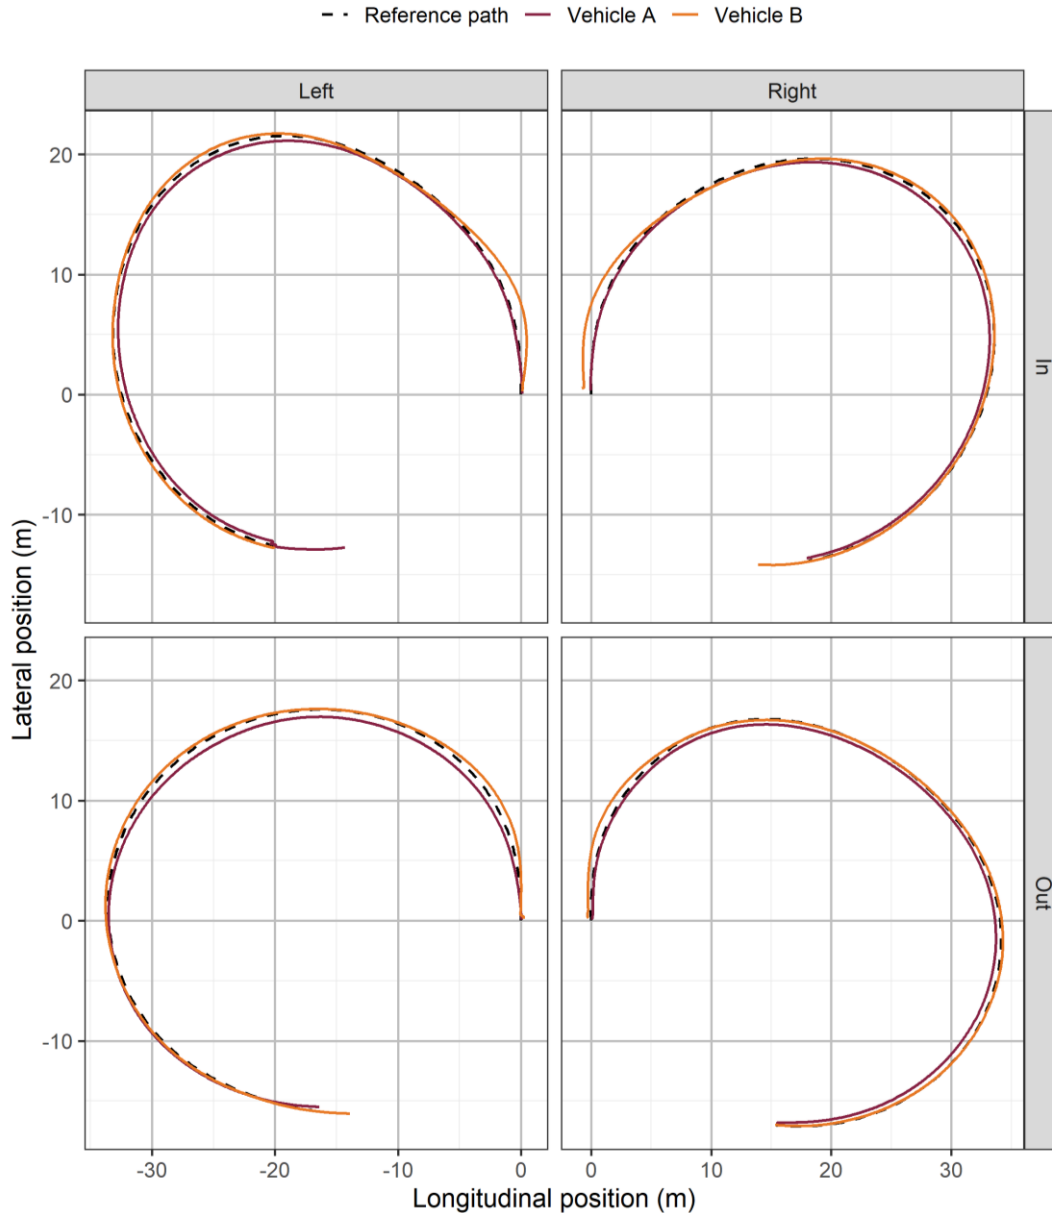 Reference path Vehicle A Vehicle B
Left Right
20
10
0
-10
In
20
10
0
-10
Out
-30 -20 -10 0 0 10 20 30
Lateral position (m)
Longitudinal position (m)